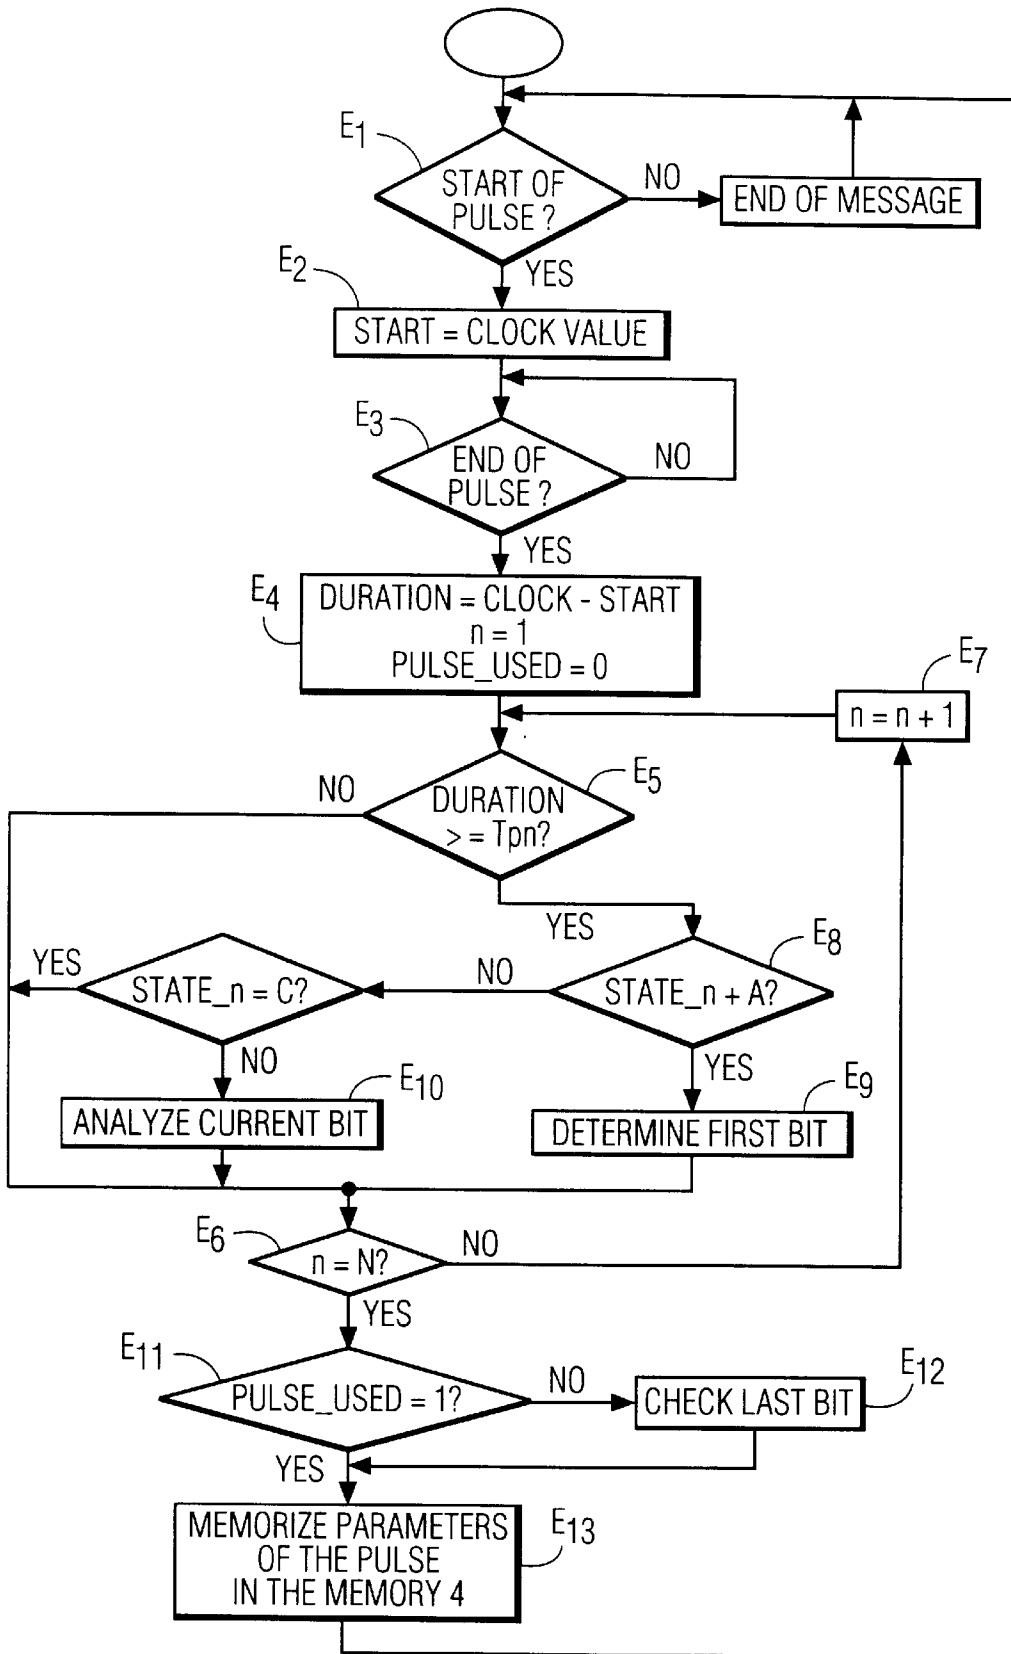 E1
START OF
PULSE ?
NO
END OF MESSAGE
YES
E2
START = CLOCK VALUE
E3
END OF
PULSE ?
NO
YES
E4
DURATION = CLOCK - START
n = 1
PULSE_USED = 0
E7
n = n + 1
E5
NO
DURATION
> = Tpn?
YES
E8
YES
STATE_n = C?
NO
STATE_n + A?
NO
YES
E10
E9
ANALYZE CURRENT BIT
DETERMINE FIRST BIT
E6
n = N?
NO
YES
E11
PULSE_USED = 1?
NO
E12
CHECK LAST BIT
YES
MEMORIZE PARAMETERS
OF THE PULSE
IN THE MEMORY 4
E13